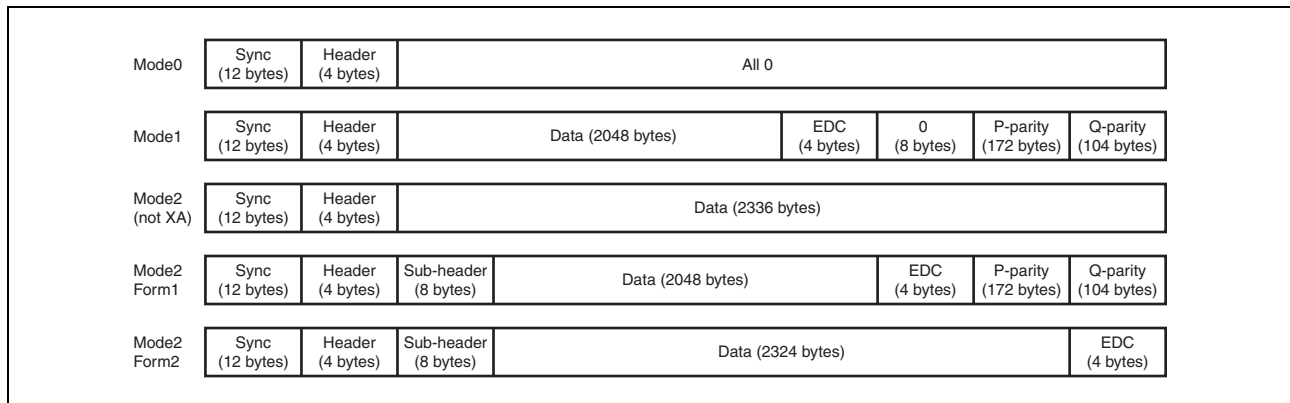 Mode0
Sync
(12 bytes)
Header
(4 bytes)
All 0
Mode1
Sync
(12 bytes)
Header
(4 bytes)
Data (2048 bytes)
EDC
(4 bytes)
0
(8 bytes)
P-parity
(172 bytes)
Q-parity
(104 bytes)
Mode2
(not XA)
Sync
(12 bytes)
Header
(4 bytes)
Data (2336 bytes)
Mode2
Form1
Sync
(12 bytes)
Header
(4 bytes)
Sub-header
(8 bytes)
Data (2048 bytes)
EDC
(4 bytes)
P-parity
(172 bytes)
Q-parity
(104 bytes)
Mode2
Form2
Sync
(12 bytes)
Header
(4 bytes)
Sub-header
(8 bytes)
Data (2324 bytes)
EDC
(4 bytes)